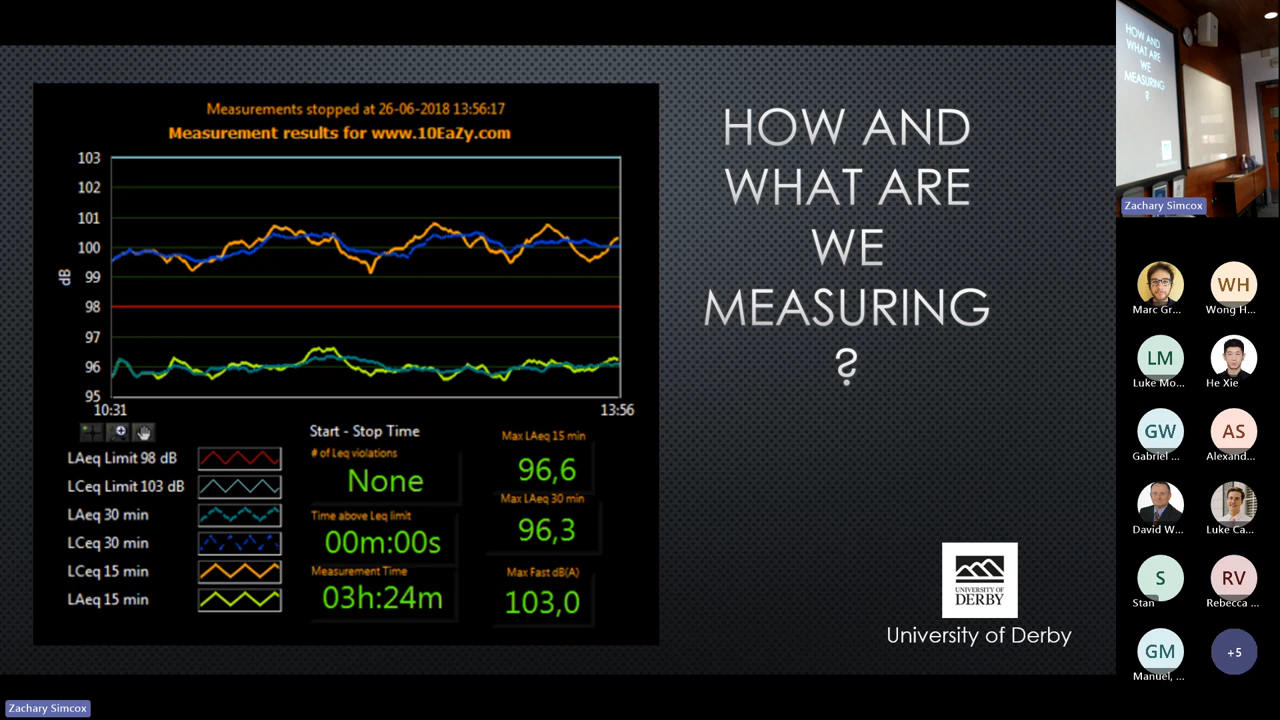 Measurements stopped at 26-06-2018 13:56:17
Measurement results for www.10EaZy.com
103
102
101
100
99
98
97
96
95
dB
10:31
13:56
LAeq Limit 98 dB
LCeq Limit 103 dB
LAeq 30 min
LCeq 30 min
LCeq 15 min
LAeq 15 min
Start - Stop Time
# of Leq violations
None
Time above Leq limit
00m:00s
Measurement Time
03h:24m
Max LAeq 15 min
96,6
Max LAeq 30 min
96,3
Max Fast dB(A)
103,0
HOW AND
WHAT ARE
WE
MEASURING
?
UNIVERSITY OF
DERBY
University of Derby
Zachary Simcox
HOW AND
WHAT ARE
WE
MEASURING
?
Zachary Simcox
Marc Gr...
WH
Wong H...
LM
Luke Mo...
He Xie
GW
Gabriel ...
AS
Alexand...
David W...
Luke Ca...
S
Stan
RV
Rebecca ...
GM
Manuel, ...
+5